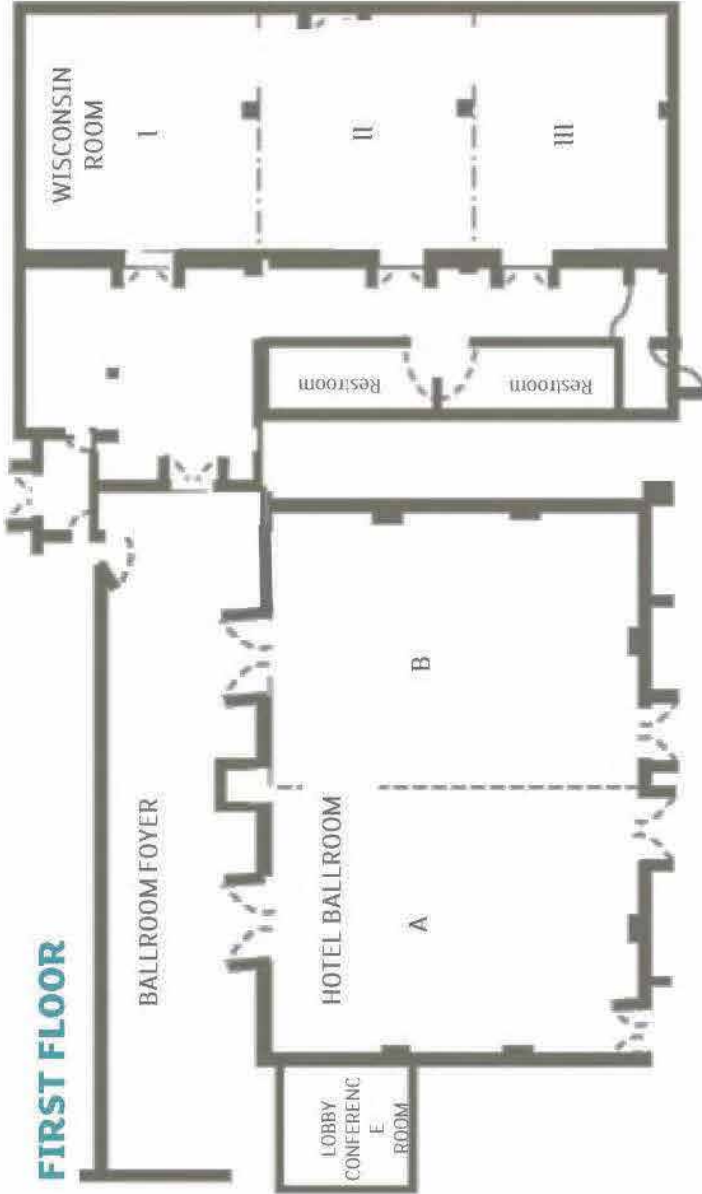 FIRST FLOOR
BALLROOM FOYER
LOBBY
CONFERENC
E
ROOM
HOTEL BALLROOM
A
B
Restroom
Restroom
WISCONSIN
ROOM
I
II
III